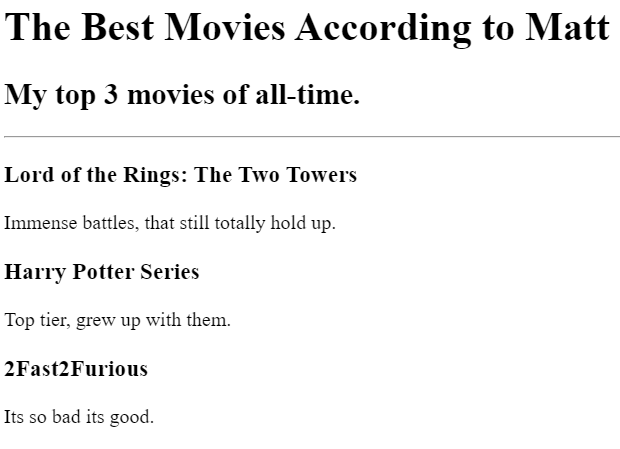 The Best Movies According to Matt
My top 3 movies of all-time.
Lord of the Rings: The Two Towers
Immense battles, that still totally hold up.
Harry Potter Series
Top tier, grew up with them.
2Fast2Furious
Its so bad its good.